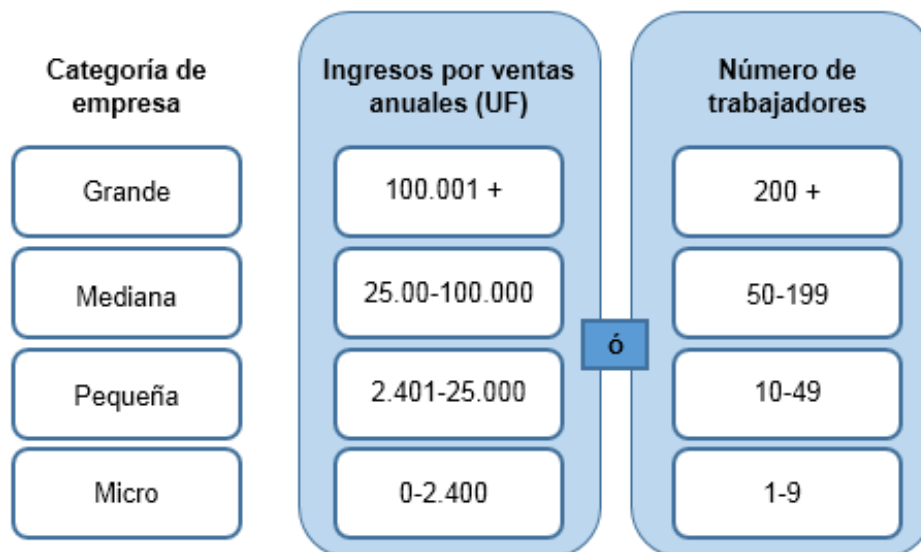 Categoría de
empresa
Ingresos por ventas
anuales (UF)
Número de
trabajadores
Grande
100.001 +
200 +
Mediana
25.00-100.000
50-199
ó
Pequeña
2.401-25.000
10-49
Micro
0-2.400
1-9